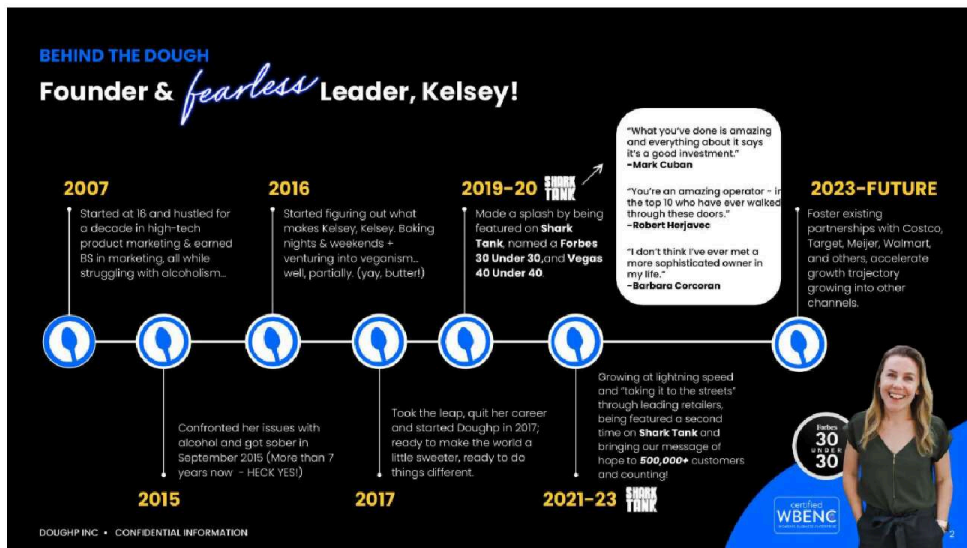 BEHIND THE DOUGH
Founder & fearless Leader, Kelsey!
2007
Started at 16 and hustled for
a decade in high-tech
product marketing & earned
BS in marketing, all while
struggling with alcoholism...
2015
Confronted her issues with
alcohol and got sober in
September 2015 (More than 7
years now - HECK YES!)
2016
Started figuring out what
makes Kelsey, Kelsey. Baking
nights & weekends +
venturing into veganism...
well, partially. (yay, butter!)
2017
Took the leap, quit her career
and started Doughp in 2017;
ready to make the world a
little sweeter, ready to do
things different.
2019-20
SHARK
TANK
Made a splash by being
featured on Shark
Tank, named a Forbes
30 Under 30,and Vegas
40 Under 40.
"What you've done is amazing
and everything about it says
it's a good investment."
-Mark Cuban
"You're an amazing operator - in
the top 10 who have ever walked
through these doors."
-Robert Herjavec
"I don't think I've ever met a
more sophisticated owner in
my life."
-Barbara Corcoran
2021-23
SHARK
TANK
Growing at lightning speed
and "taking it to the streets"
through leading retailers,
being featured a second
time on Shark Tank and
bringing our message of
hope to 500,000+ customers
and counting!
2023-FUTURE
Foster existing
partnerships with Costco,
Target, Meijer, Walmart,
and others, accelerate
growth trajectory
growing into other
channels.
Forbes
30
UNDER
30
certified
WBENC
DOUGHP INC • CONFIDENTIAL INFORMATION
2